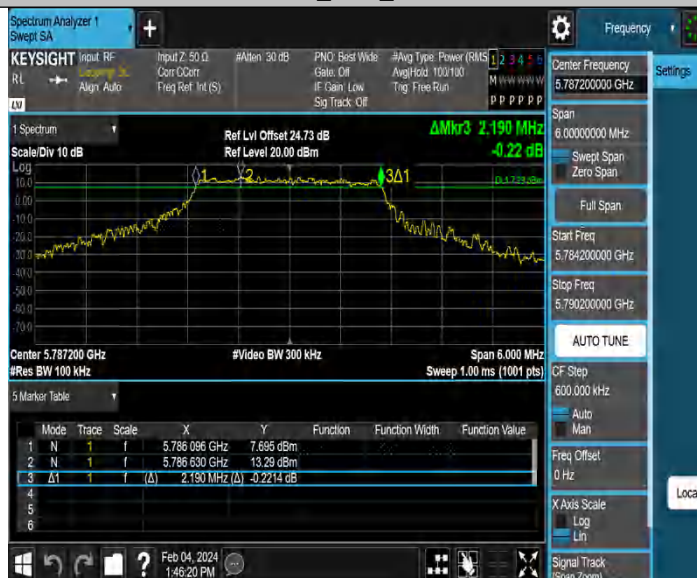 Spectrum Analyzer 1
Swept SA
+
Frequency
KEYSIGHT
Input: RF
Align: Auto
Input Z: 50 Ω
Corr CCorr
Freq Ref: Int (S)
#Atten: 30 dB
PNO: Best Wide
Gate: Off
IF Gain: Low
Sig Track: Off
#Avg Type: Power (RMS
Avg|Hold: 100/100
Trig: Free Run
1 2 3 4 5 6
M W W W W W
P P P P P P
RL
LXI
1 Spectrum
Scale/Div 10 dB
Ref Lvl Offset 24.73 dB
Ref Level 20.00 dBm
ΔMkr3 2.190 MHz
-0.22 dB
Log
10.0
0.00
-10.0
-20.0
-30.0
-40.0
-50.0
-60.0
-70.0
1
2
3Δ1
Center 5.787200 GHz
#Res BW 100 kHz
#Video BW 300 kHz
Span 6.000 MHz
Sweep 1.00 ms (1001 pts)
5 Marker Table
Mode Trace Scale X Y Function Function Width Function Value
1 N 1 f 5.786 096 GHz 7.695 dBm
2 N 1 f 5.786 630 GHz 13.29 dBm
3 Δ1 1 f (Δ) 2.190 MHz (Δ) -0.2214 dB
4
5
6
Feb 04, 2024
1:46:20 PM
Center Frequency
5.787200000 GHz
Settings
Span
6.00000000 MHz
Swept Span
Zero Span
Full Span
Start Freq
5.784200000 GHz
Stop Freq
5.790200000 GHz
AUTO TUNE
CF Step
600.000 kHz
Auto
Man
Freq Offset
0 Hz
X Axis Scale
Log
Lin
Loca
Signal Track
(Span Zoom)